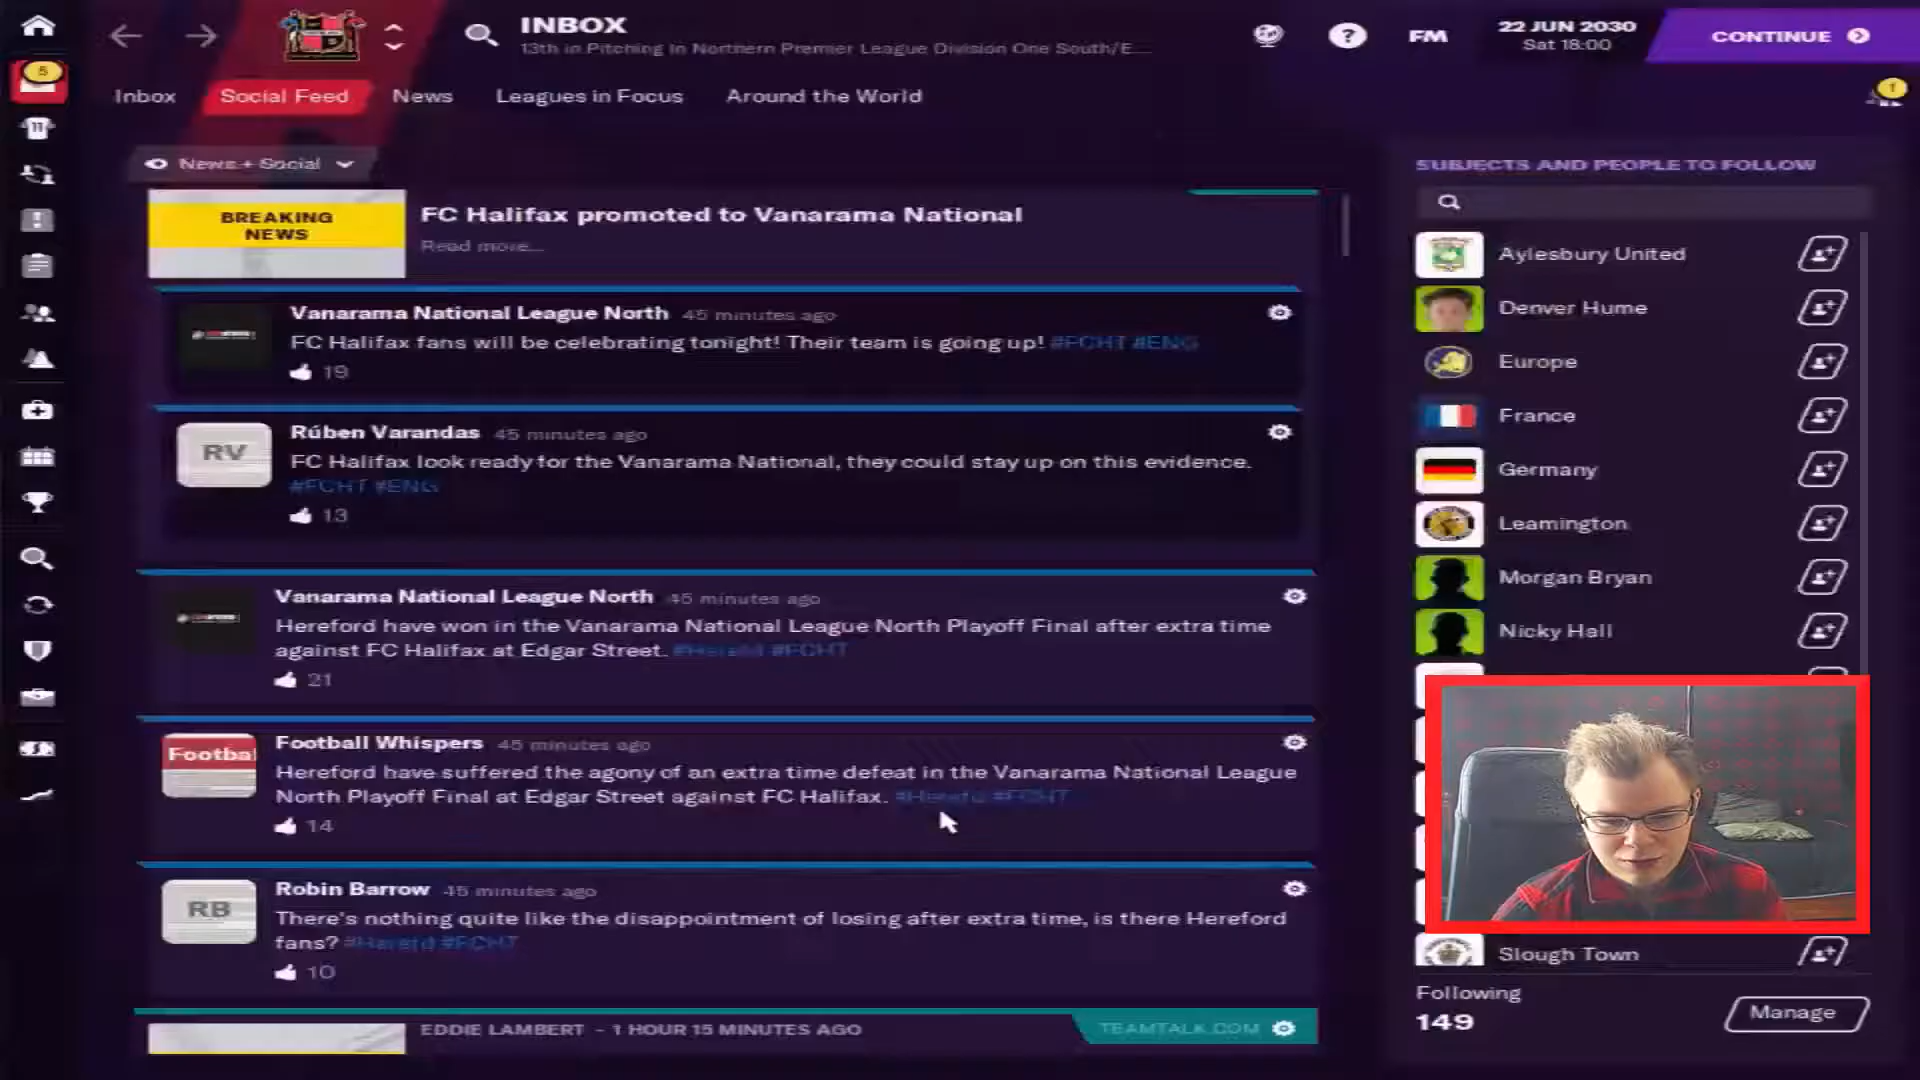 INBOX
13th in Pitching In Northern Premier League Division One South/E...
FM
22 JUN 2030
Sat 18:00
CONTINUE
5
11
Inbox
Social Feed
News
Leagues in Focus
Around the World
1
News + Social
SUBJECTS AND PEOPLE TO FOLLOW
BREAKING
NEWS
FC Halifax promoted to Vanarama National
Read more...
Vanarama National League North 45 minutes ago
FC Halifax fans will be celebrating tonight! Their team is going up! #FCHT #ENG
19
RV
Rúben Varandas 45 minutes ago
FC Halifax look ready for the Vanarama National, they could stay up on this evidence.
#FCHT #ENG
13
Vanarama National League North 45 minutes ago
Hereford have won in the Vanarama National League North Playoff Final after extra time
against FC Halifax at Edgar Street. #Herefd #FCHT
21
Footbal
Football Whispers 45 minutes ago
Hereford have suffered the agony of an extra time defeat in the Vanarama National League
North Playoff Final at Edgar Street against FC Halifax. #Herefd #FCHT
14
RB
Robin Barrow 45 minutes ago
There's nothing quite like the disappointment of losing after extra time, is there Hereford
fans? #Herefd #FCHT
10
EDDIE LAMBERT - 1 HOUR 15 MINUTES AGO
TEAMTALK.COM
Aylesbury United
Denver Hume
Europe
France
Germany
Leamington
Morgan Bryan
Nicky Hall
Slough Town
Following
149
Manage